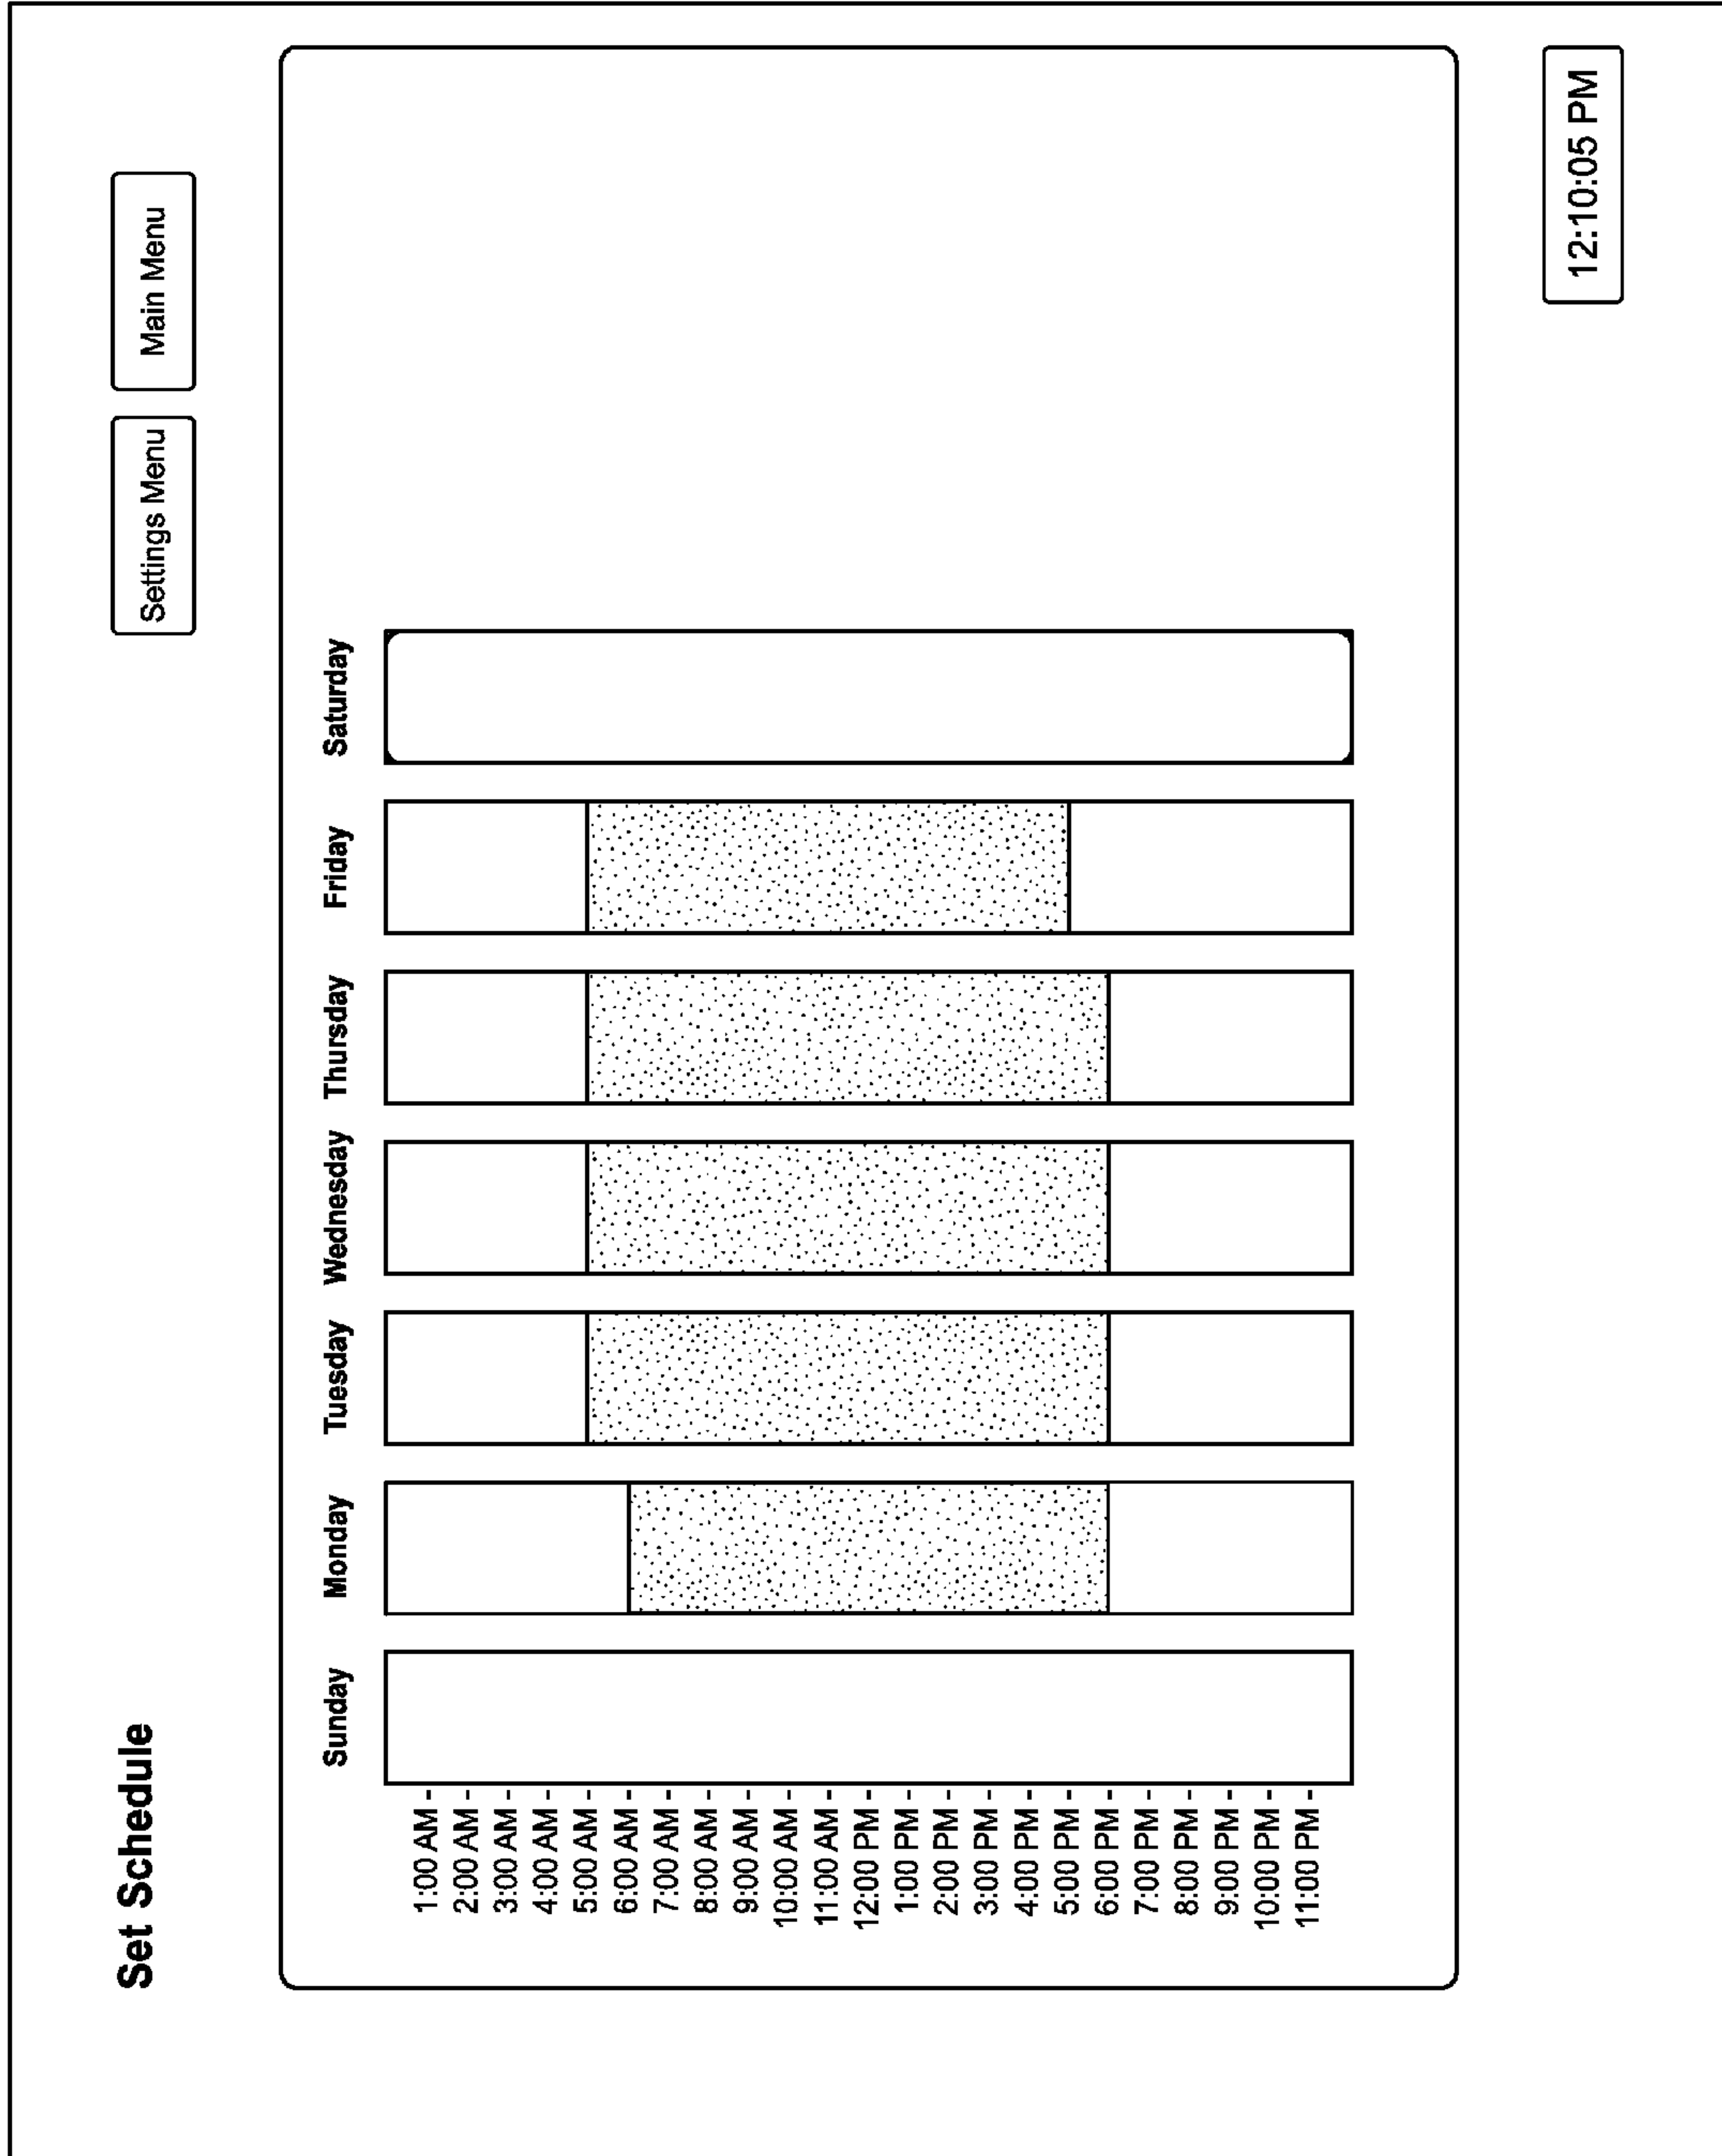 Set Schedule
Settings Menu
Main Menu
Sunday
Monday
Tuesday
Wednesday
Thursday
Friday
Saturday
1:00 AM
2:00 AM
3:00 AM
4:00 AM
5:00 AM
6:00 AM
7:00 AM
8:00 AM
9:00 AM
10:00 AM
11:00 AM
12:00 PM
1:00 PM
2:00 PM
3:00 PM
4:00 PM
5:00 PM
6:00 PM
7:00 PM
8:00 PM
9:00 PM
10:00 PM
11:00 PM
12:10:05 PM